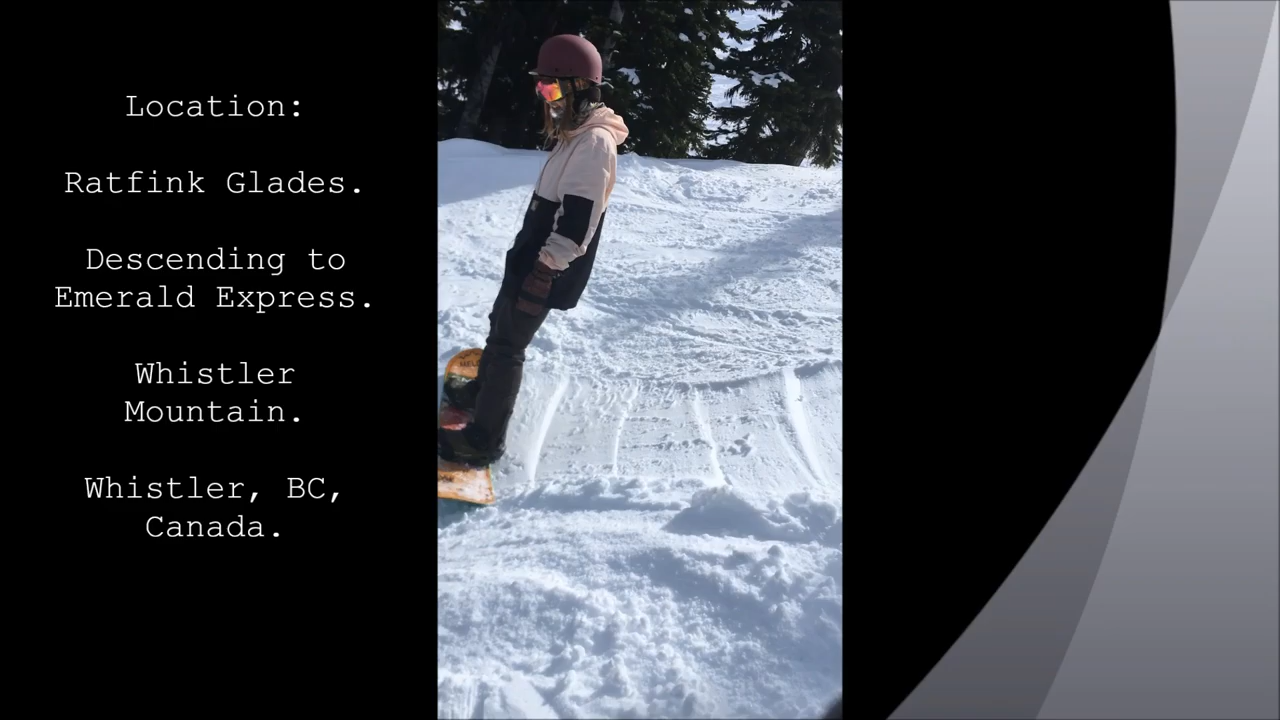 Location:
Ratfink Glades.
Descending to
Emerald Express.
Whistler
Mountain.
Whistler, BC,
Canada.